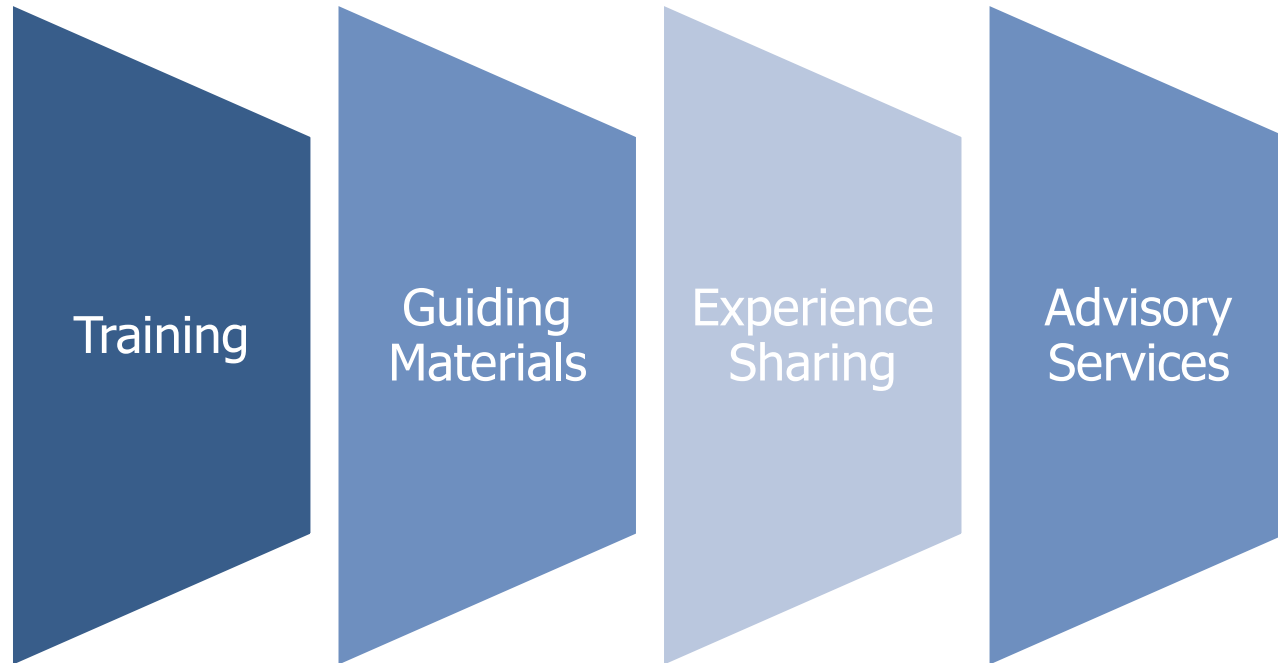 Training
Guiding
Materials
Experience
Sharing
Advisory
Services